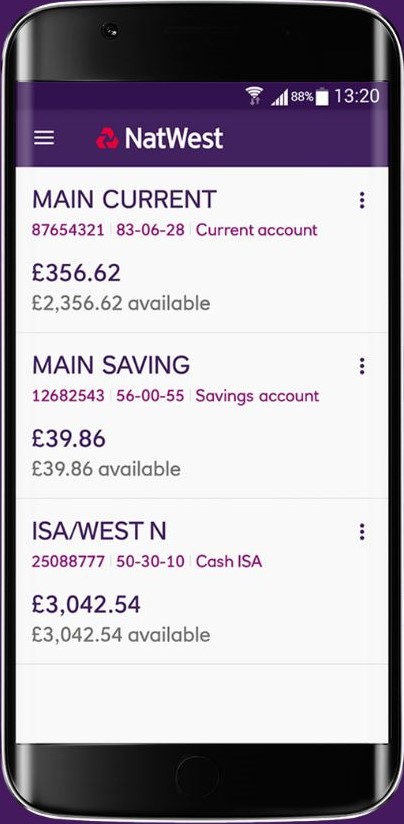 88% 13:20
NatWest
MAIN CURRENT
87654321 | 83-06-28 | Current account
£356.62
£2,356.62 available
MAIN SAVING
12682543 | 56-00-55 | Savings account
£39.86
£39.86 available
ISA/WEST N
25088777 | 50-30-10 | Cash ISA
£3,042.54
£3,042.54 available